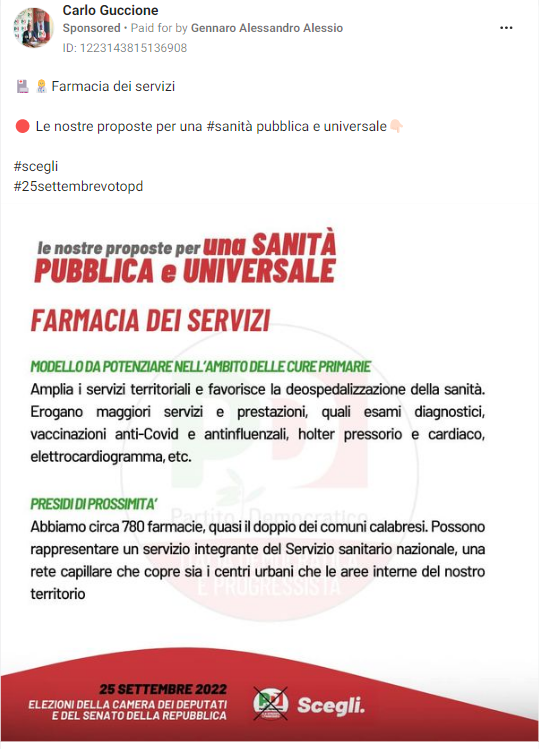 Carlo Guccione
Sponsored • Paid for by Gennaro Alessandro Alessio
ID: 1223143815136908
Farmacia dei servizi
Le nostre proposte per una #sanità pubblica e universale
#scegli
#25settembrevotopd
le nostre proposte per una SANITÀ
PUBBLICA e UNIVERSALE
FARMACIA DEI SERVIZI
MODELLO DA POTENZIARE NELL'AMBITO DELLE CURE PRIMARIE
Amplia i servizi territoriali e favorisce la deospedalizzazione della sanità.
Erogano maggiori servizi e prestazioni, quali esami diagnostici,
vaccinazioni anti-Covid e antinfluenzali, holter pressorio e cardiaco,
elettrocardiogramma, etc.
PD
PRESIDI DI PROSSIMITA'
Partito Democratico
Abbiamo circa 780 farmacie, quasi il doppio dei comuni calabresi. Possono
rappresentare un servizio integrante del Servizio sanitario nazionale, una
rete capillare che copre sia i centri urbani che le aree interne del nostro
territorio
E PROGRESSISTA
25 SETTEMBRE 2022
ELEZIONI DELLA CAMERA DEI DEPUTATI
E DEL SENATO DELLA REPUBBLICA
PD
Scegli.